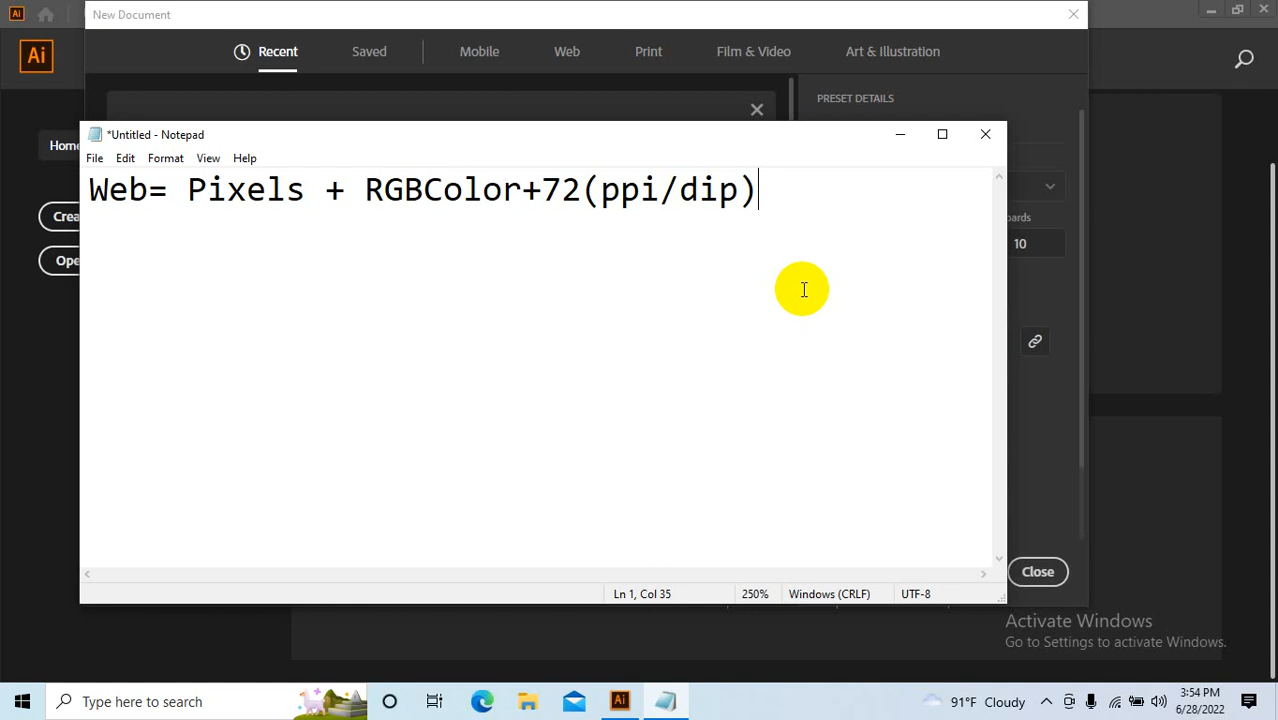 Ai
New Document
Ai
Recent
Saved
Mobile
Web
Print
Film & Video
Art & Illustration
PRESET DETAILS
*Untitled - Notepad
Home
File
Edit
Format
View
Help
Web= Pixels + RGBColor+72(ppi/dip)
10
Ln 1, Col 35
250%
Windows (CRLF)
UTF-8
Close
Activate Windows
Go to Settings to activate Windows.
Type here to search
Ai
91°F Cloudy
3:54 PM
6/28/2022